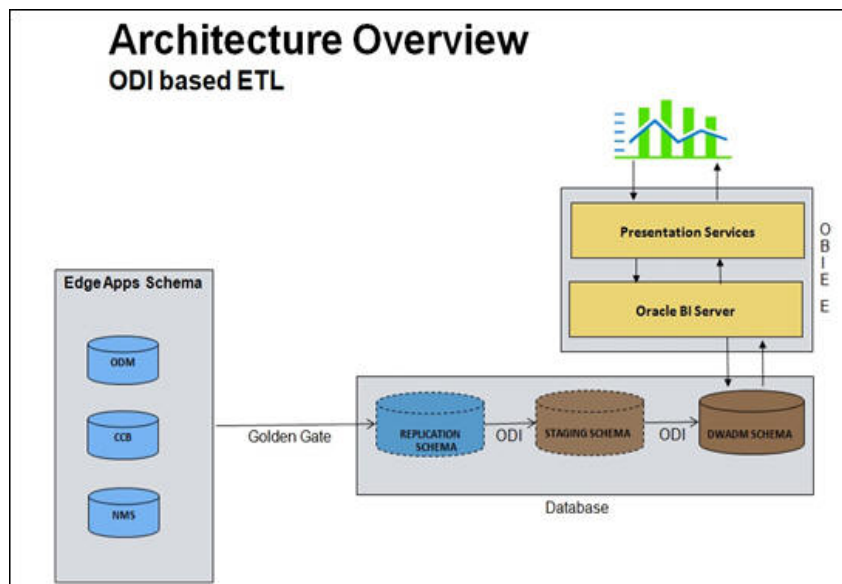 Architecture Overview
ODI based ETL
Presentation Services
Oracle BI Server
OBIEE E
Edge Apps Schema
ODM
CCB
NMS
Golden Gate
REPLICATION
SCHEMA
ODI
STAGING SCHEMA
ODI
DWADM SCHEMA
Database